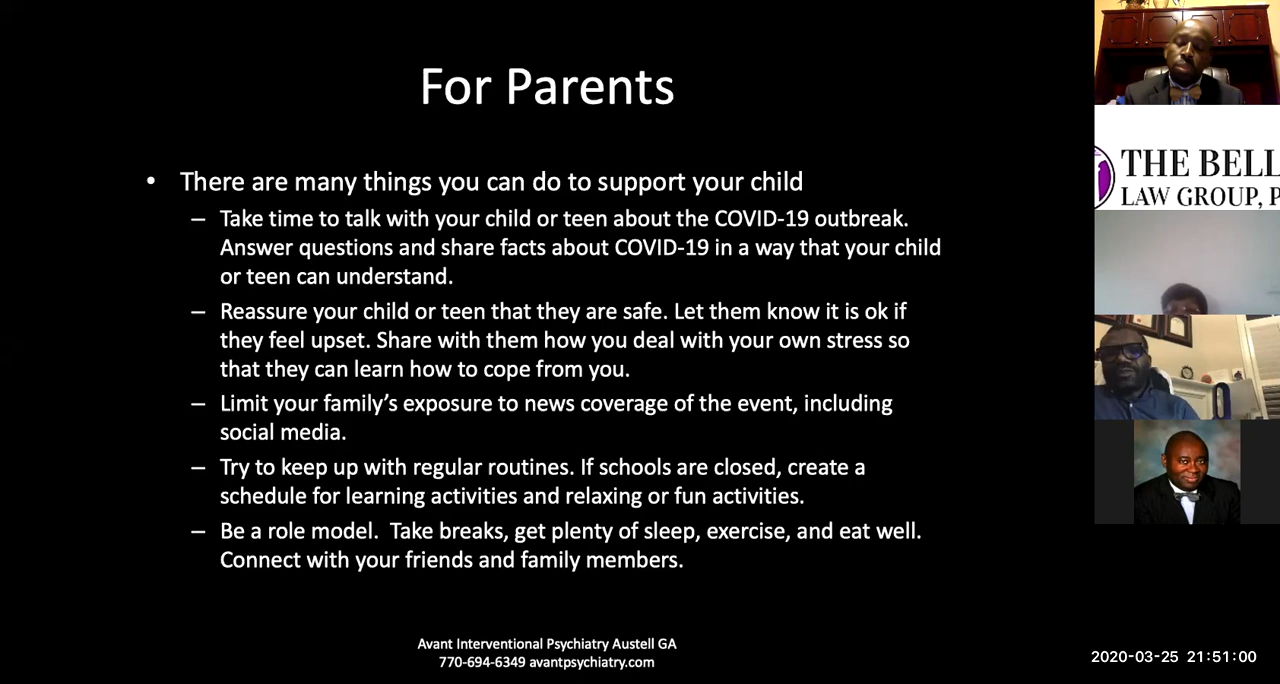 For Parents
• There are many things you can do to support your child
– Take time to talk with your child or teen about the COVID-19 outbreak.
Answer questions and share facts about COVID-19 in a way that your child
or teen can understand.
– Reassure your child or teen that they are safe. Let them know it is ok if
they feel upset. Share with them how you deal with your own stress so
that they can learn how to cope from you.
– Limit your family’s exposure to news coverage of the event, including
social media.
– Try to keep up with regular routines. If schools are closed, create a
schedule for learning activities and relaxing or fun activities.
– Be a role model.  Take breaks, get plenty of sleep, exercise, and eat well.
Connect with your friends and family members.
Avant Interventional Psychiatry Austell GA
770-694-6349 avantpsychiatry.com
THE BELL
LAW GROUP, P
2020-03-25 21:51:00